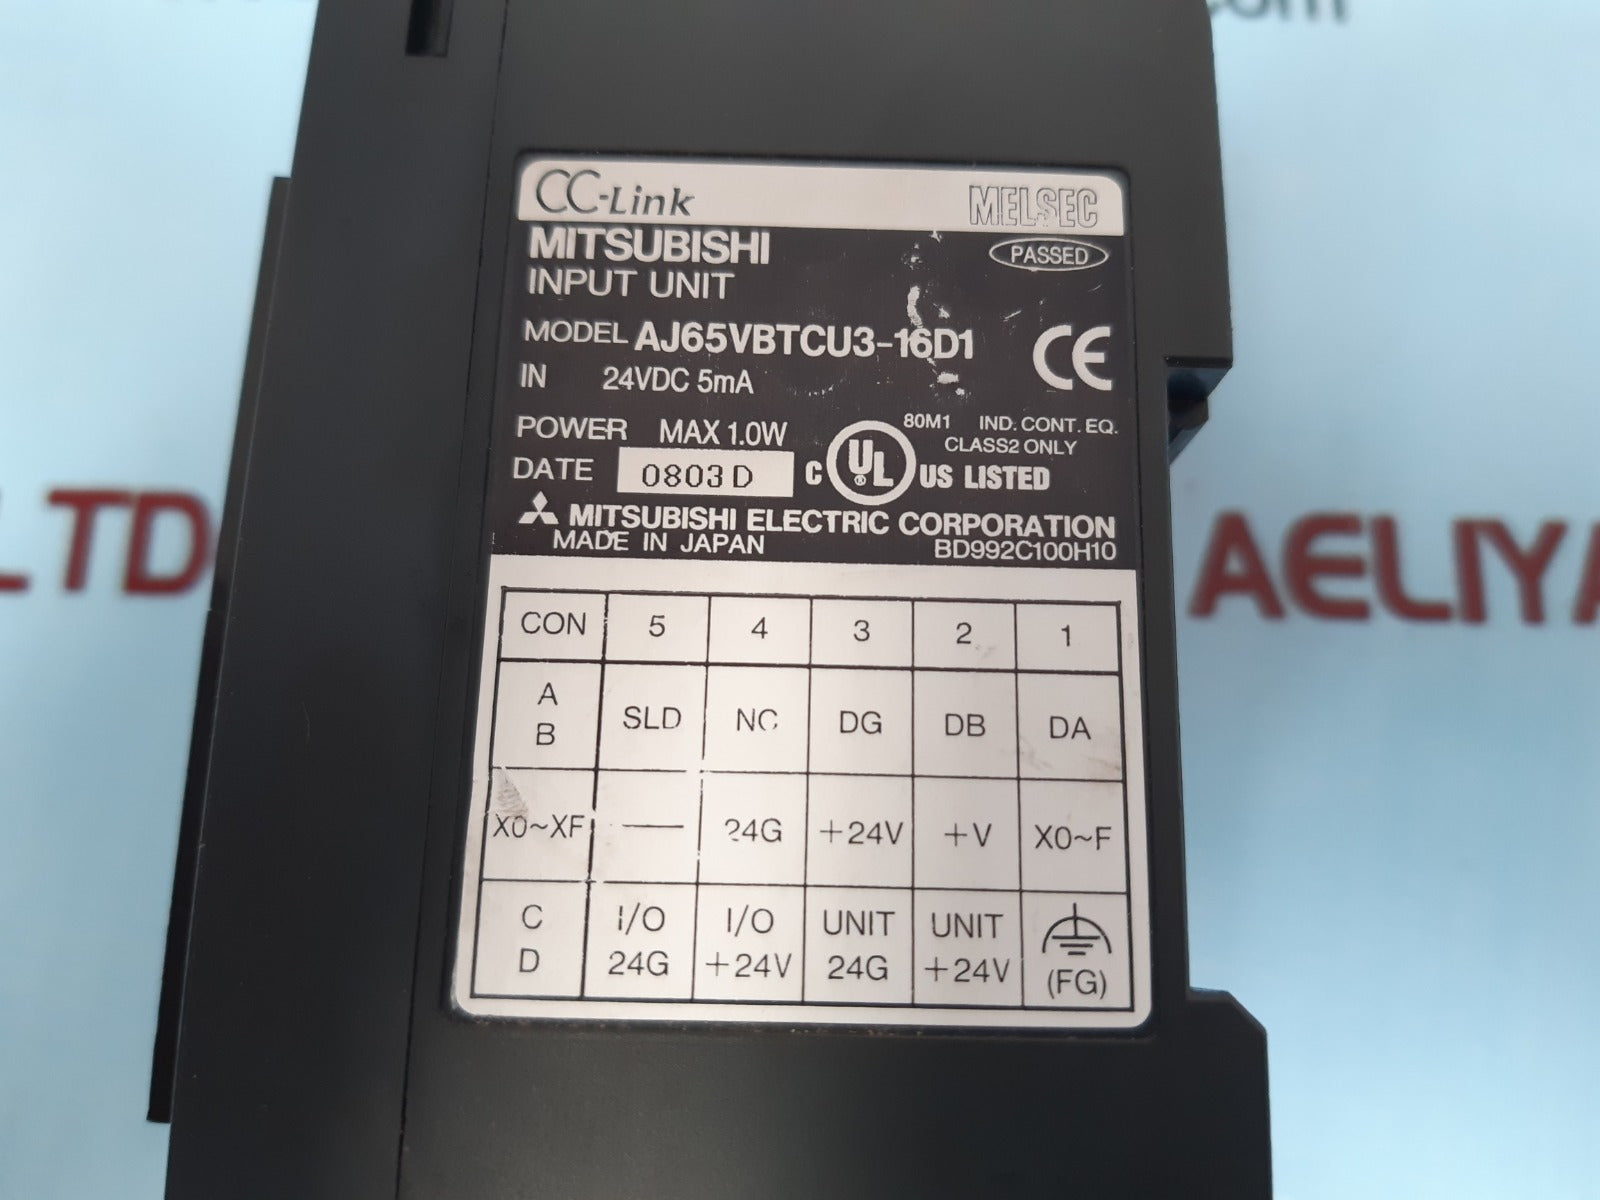 com
CC-Link
MELSEC
MITSUBISHI
PASSED
INPUT UNIT
MODEL AJ65VBTCU3-16D1
CE
IN 24VDC 5mA
POWER MAX 1.0W
80M1 IND. CONT. EQ.
CLASS2 ONLY
DATE 0803D
C UL ® US LISTED
MITSUBISHI ELECTRIC CORPORATION
MADE IN JAPAN
BD992C100H10
LTD
AELIYA
CON 5 4 3 2 1
A
B
SLD NC DG DB DA
X0~XF — 24G +24V +V X0~F
C
D
I/O
24G
I/O
+24V
UNIT
24G
UNIT
+24V
(FG)